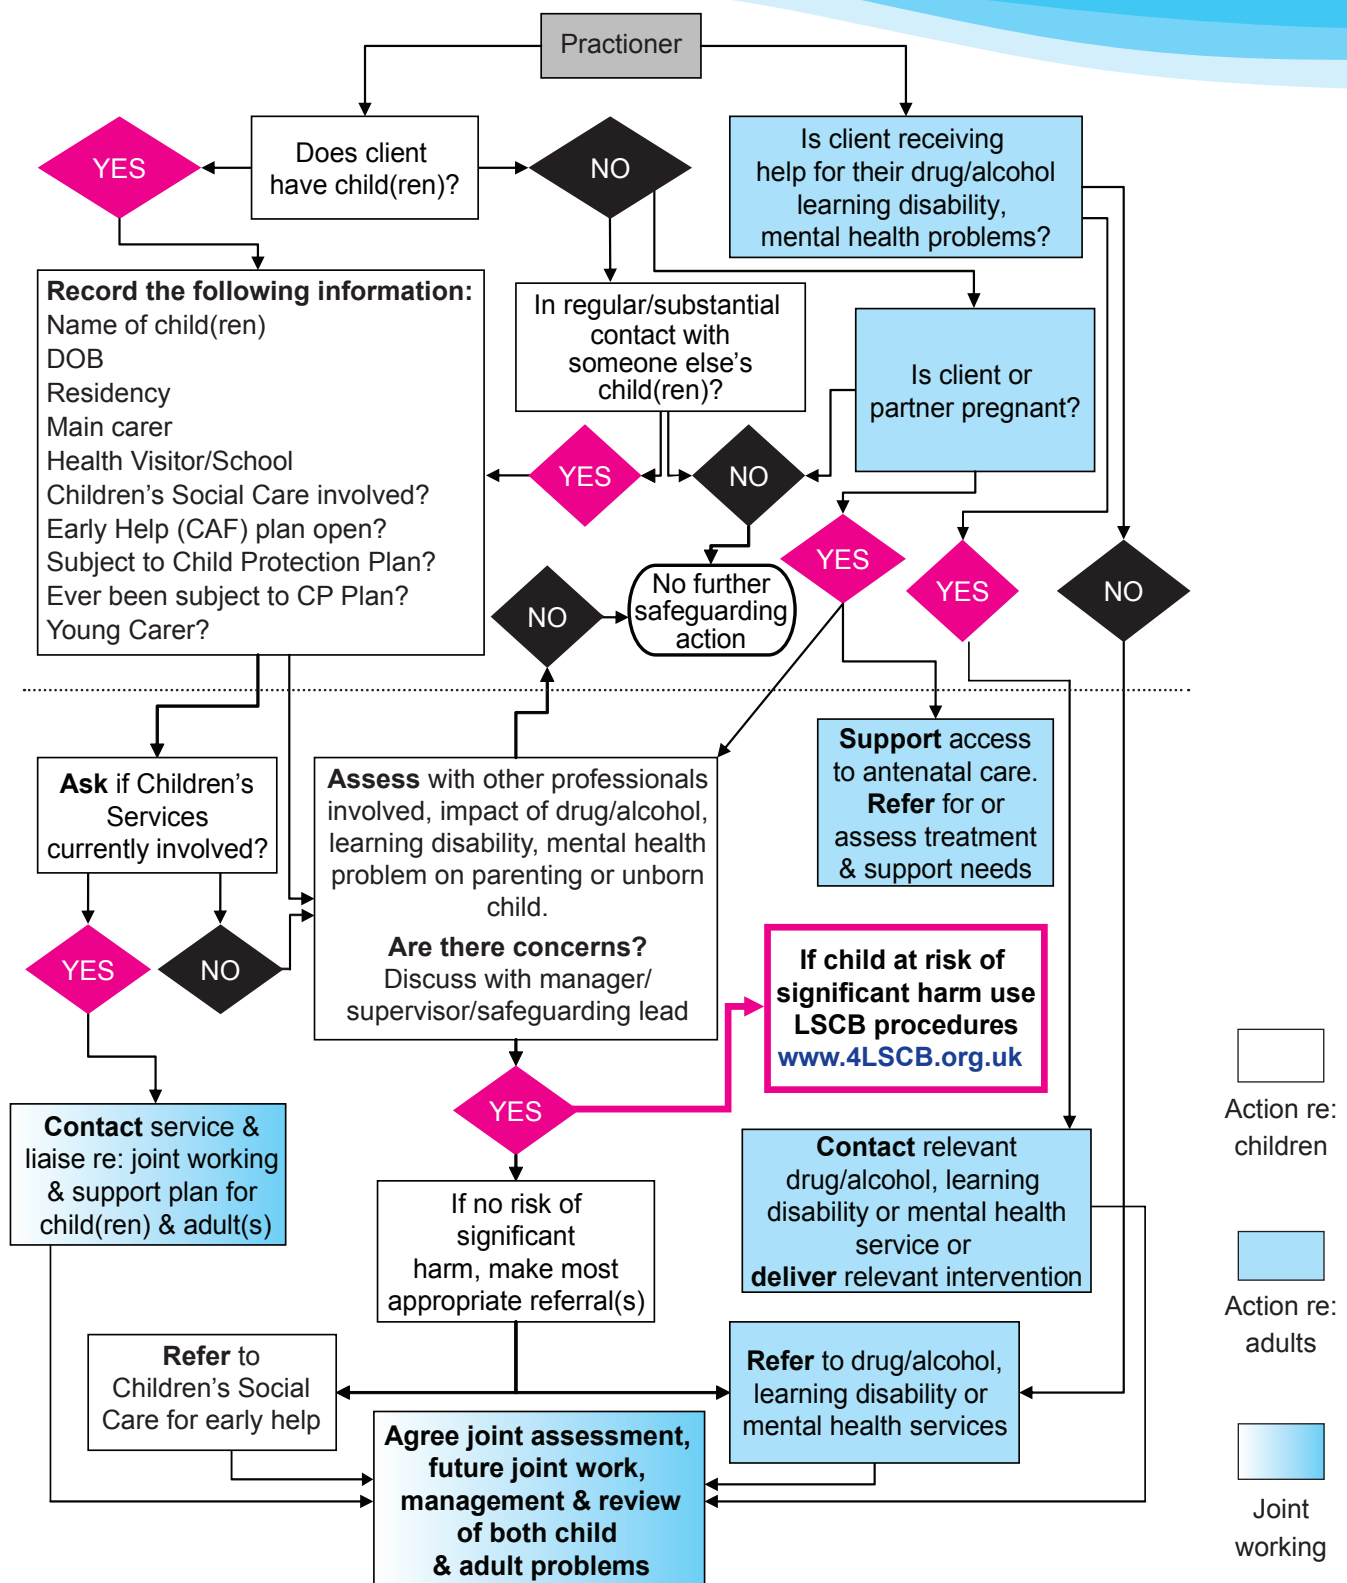 Practioner
YES
Does client
have child(ren)?
NO
Is client receiving
help for their drug/alcohol
learning disability,
mental health problems?
Record the following information:
Name of child(ren)
DOB
Residency
Main carer
Health Visitor/School
Children's Social Care involved?
Early Help (CAF) plan open?
Subject to Child Protection Plan?
Ever been subject to CP Plan?
Young Carer?
In regular/substantial
contact with
someone else's
child(ren)?
Is client or
partner pregnant?
YES
NO
YES
YES
NO
NO
No further
safeguarding
action
Ask if Children's
Services
currently involved?
Assess with other professionals
involved, impact of drug/alcohol,
learning disability, mental health
problem on parenting or unborn
child.
Are there concerns?
Discuss with manager/
supervisor/safeguarding lead
Support access
to antenatal care.
Refer for or
assess treatment
& support needs
YES
NO
If child at risk of
significant harm use
LSCB procedures
www.4LSCB.org.uk
YES
Contact service &
liaise re: joint working
& support plan for
child(ren) & adult(s)
If no risk of
significant
harm, make most
appropriate referral(s)
Contact relevant
drug/alcohol, learning
disability or mental health
service or
deliver relevant intervention
Refer to
Children's Social
Care for early help
Refer to drug/alcohol,
learning disability or
mental health services
Agree joint assessment,
future joint work,
management & review
of both child
& adult problems
Action re:
children
Action re:
adults
Joint
working